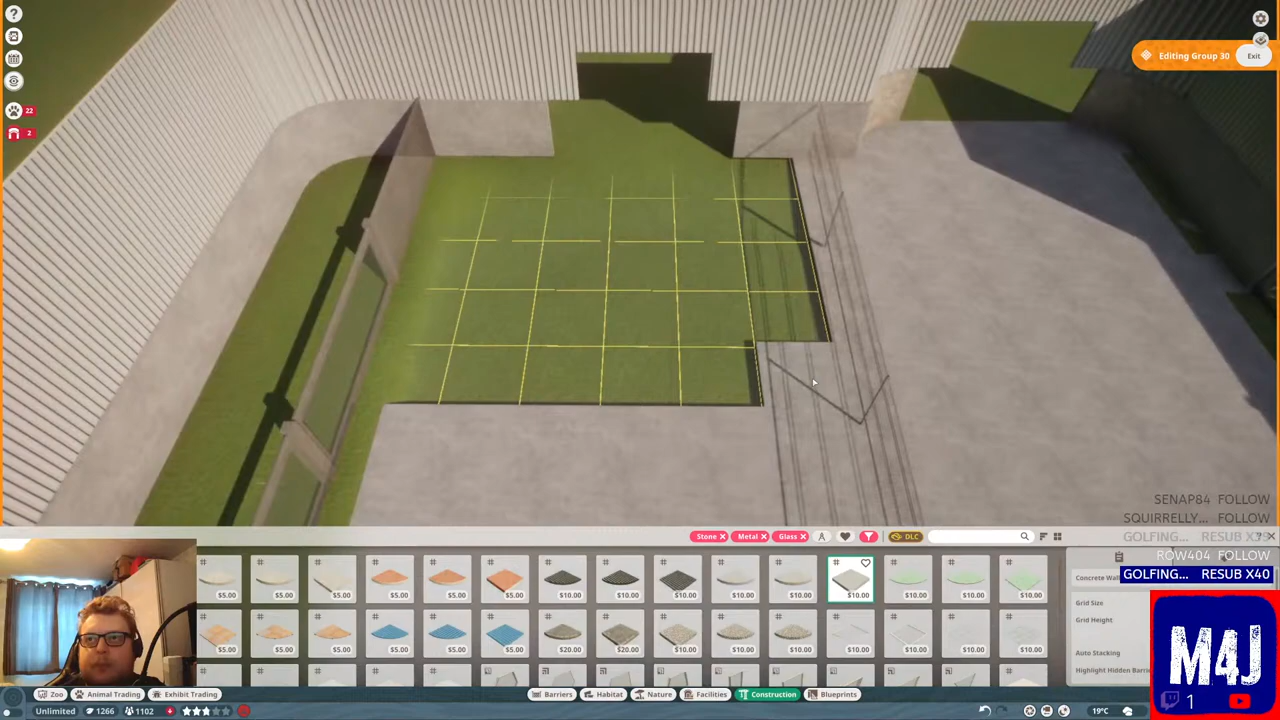 ?
Editing Group 30
Exit
22
2
SENAP84 FOLLOW
SQUIRRELLY... FOLLOW
ROW404 FOLLOW
GOLFING... RESUB X40
Stone
Metal
Glass
DLC
$5.00 $5.00 $5.00 $5.00 $5.00 $5.00 $10.00 $10.00 $10.00 $10.00 $10.00 $10.00 $10.00 $10.00 $10.00
$5.00 $5.00 $5.00 $5.00 $5.00 $5.00 $20.00 $20.00 $10.00 $10.00 $10.00 $10.00 $10.00 $10.00 $10.00
Concrete Wall
Grid Size
Grid Height
Auto Stacking
Highlight Hidden Barri
M4J
1
Zoo
Animal Trading
Exhibit Trading
Barriers
Habitat
Nature
Facilities
Construction
Blueprints
Unlimited
1266
1102
19°C